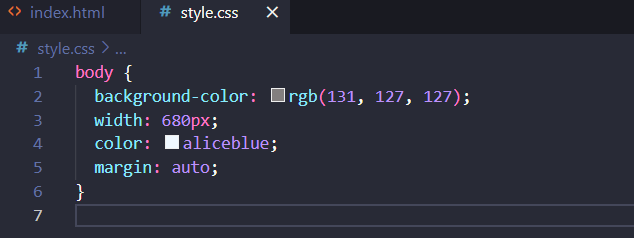 <> index.html # style.css ×
# style.css > ...
1 body {
2 background-color: rgb(131, 127, 127);
3 width: 680px;
4 color: aliceblue;
5 margin: auto;
6 }
7